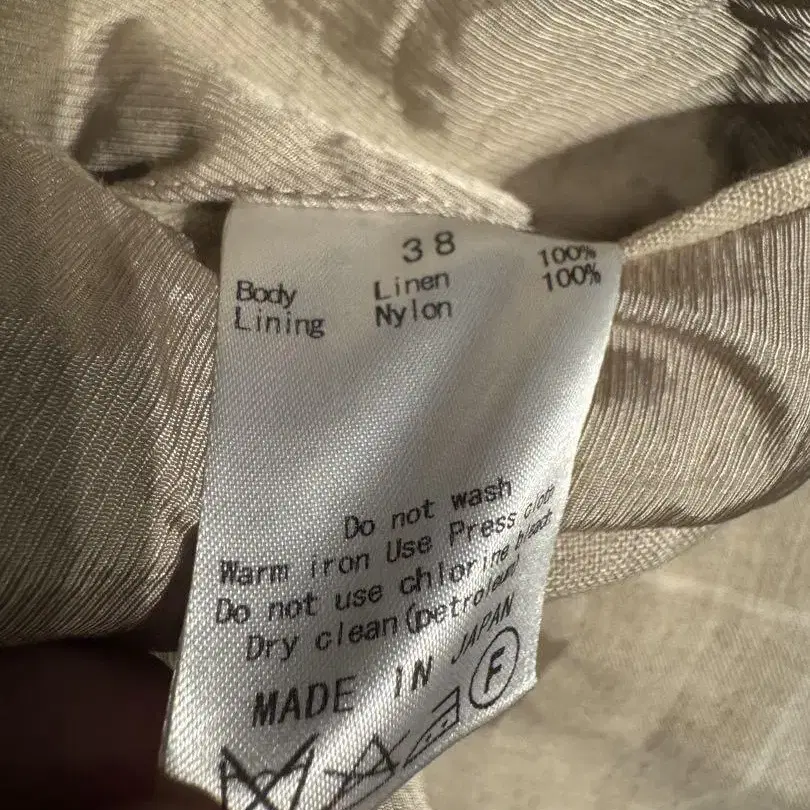 38
Body Linen 100%
Lining Nylon 100%
Do not wash
Warm iron Use Press cloth
Do not use chlorine bleach
Dry clean(petroleum)
MADE IN JAPAN
F